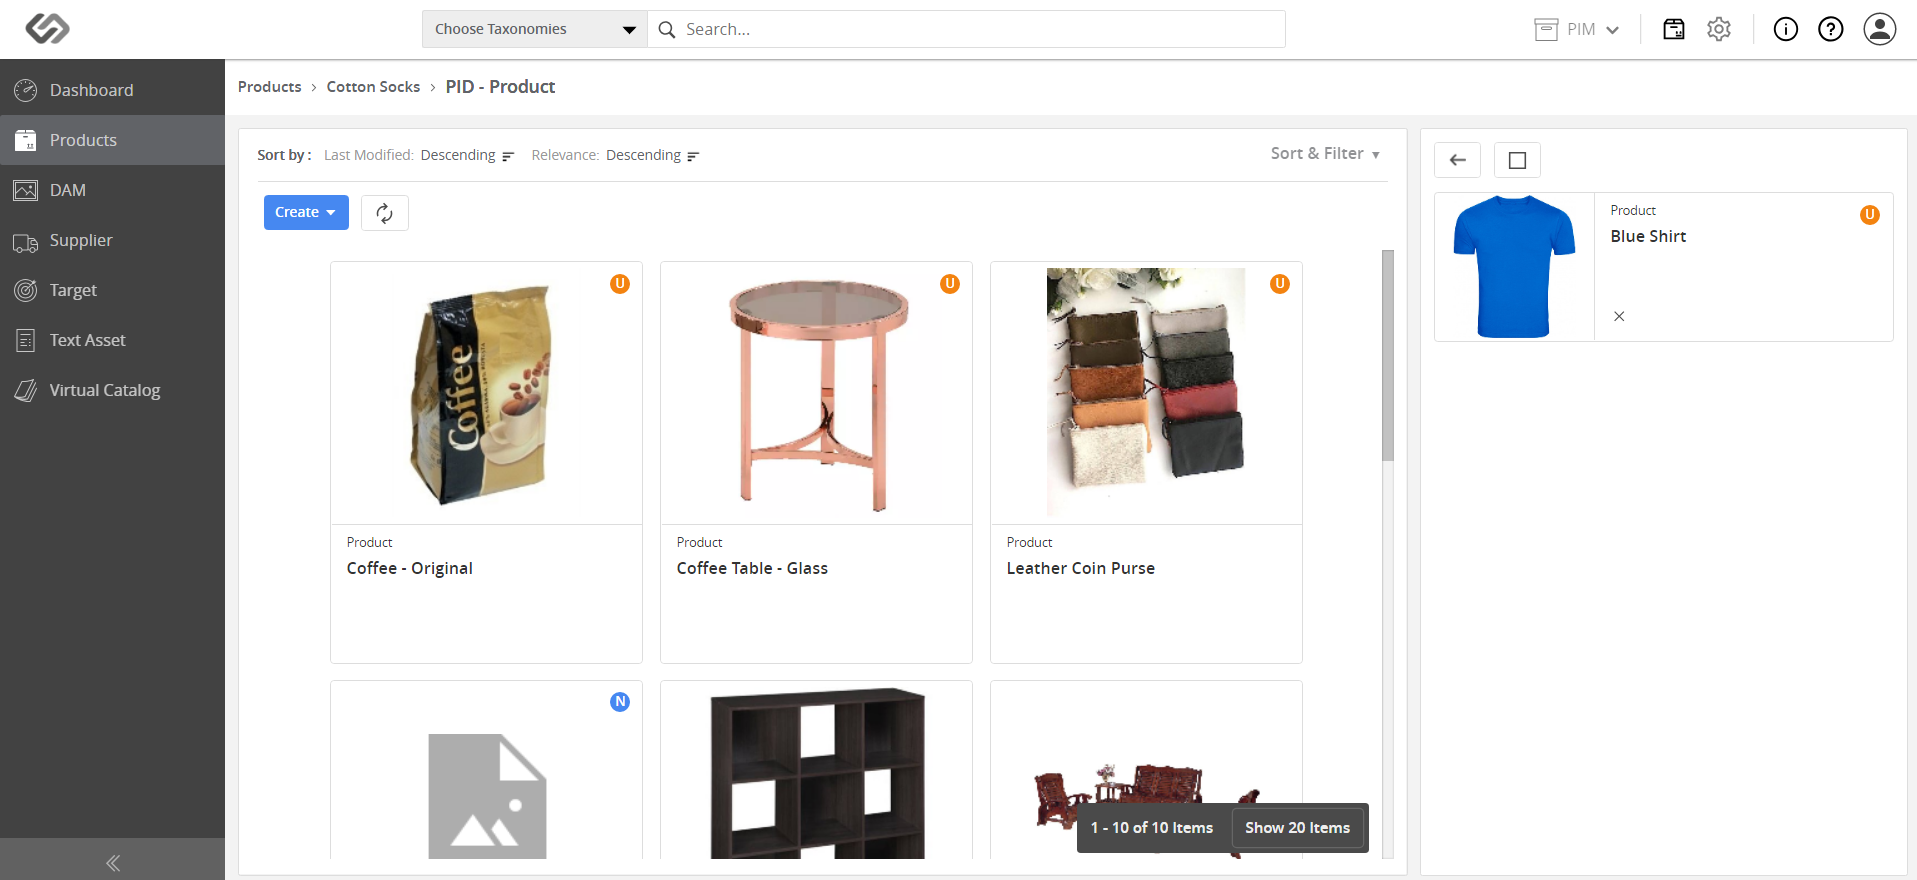 Choose Taxonomies
Search...
PIM
Dashboard
Products
DAM
Supplier
Target
Text Asset
Virtual Catalog
Products › Cotton Socks › PID - Product
Sort by : Last Modified: Descending Relevance: Descending
Sort & Filter
Create
U
Coffee
Product
Coffee - Original
U
Product
Coffee Table - Glass
U
Product
Leather Coin Purse
N
1 - 10 of 10 Items
Show 20 Items
Product
U
Blue Shirt